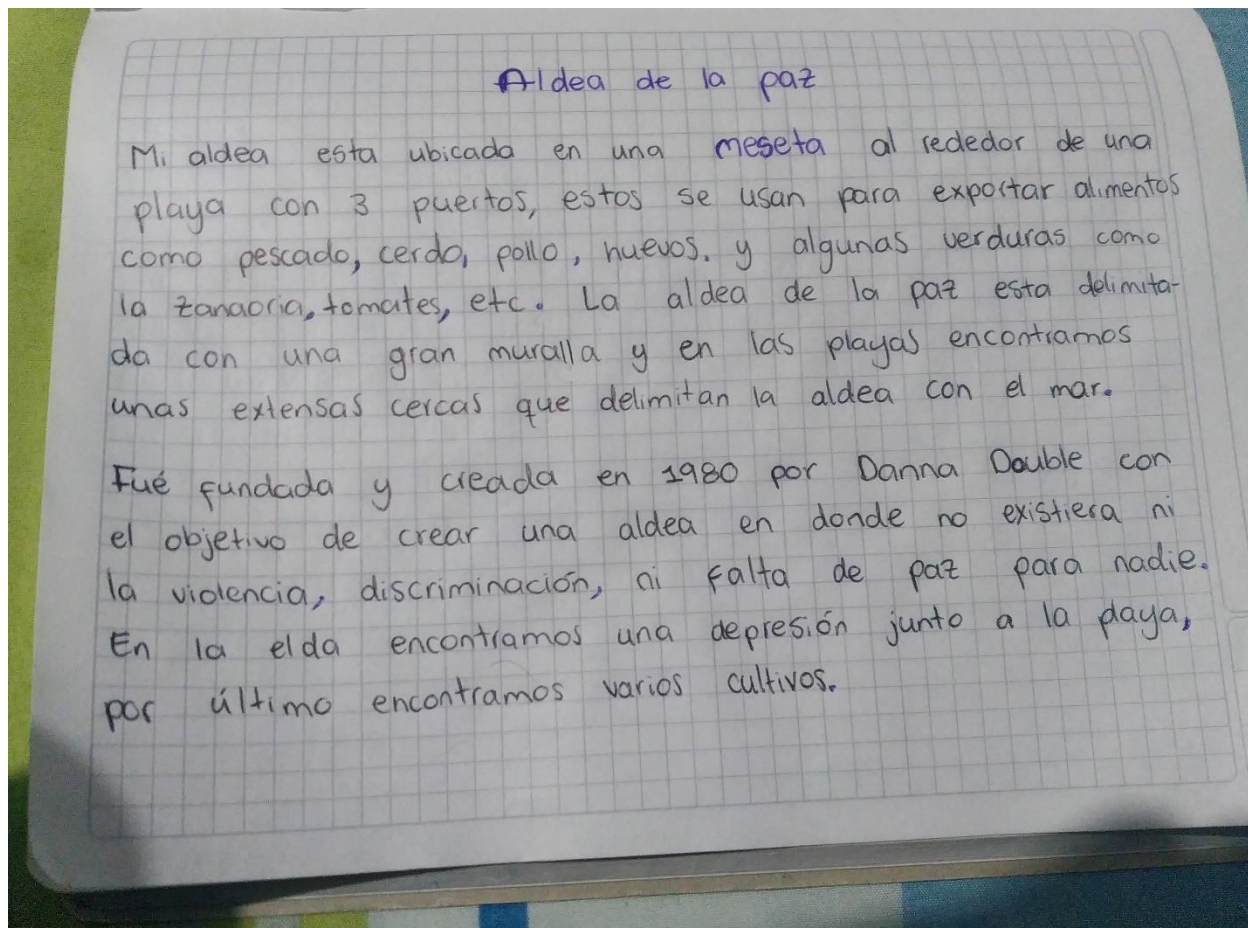 Aldea de la paz
Mi aldea esta ubicada en una meseta al rededor de una
playa con 3 puertos, estos se usan para exportar alimentos
como pescado, cerdo, pollo, huevos, y algunas verduras como
la zanaoria, tomates, etc. La aldea de la paz esta delimita-
da con una gran muralla y en las playas encontramos
unas extensas cercas que delimitan la aldea con el mar.
Fué fundada y creada en 1980 por Danna Double con
el objetivo de crear una aldea en donde no existiera ni
la violencia, discriminación, ni falta de paz para nadie.
En la elda encontramos una depresión junto a la playa,
por último encontramos varios cultivos.